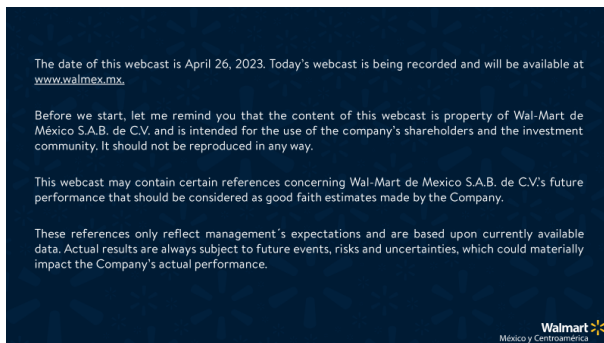 The date of this webcast is April 26, 2023. Today's webcast is being recorded and will be available at
www.walmex.mx.
Before we start, let me remind you that the content of this webcast is property of Wal-Mart de
México S.A.B. de C.V. and is intended for the use of the company's shareholders and the investment
community. It should not be reproduced in any way.
This webcast may contain certain references concerning Wal-Mart de Mexico S.A.B. de C.V.'s future
performance that should be considered as good faith estimates made by the Company.
These references only reflect management´s expectations and are based upon currently available
data. Actual results are always subject to future events, risks and uncertainties, which could materially
impact the Company's actual performance.
Walmart
México y Centroamérica